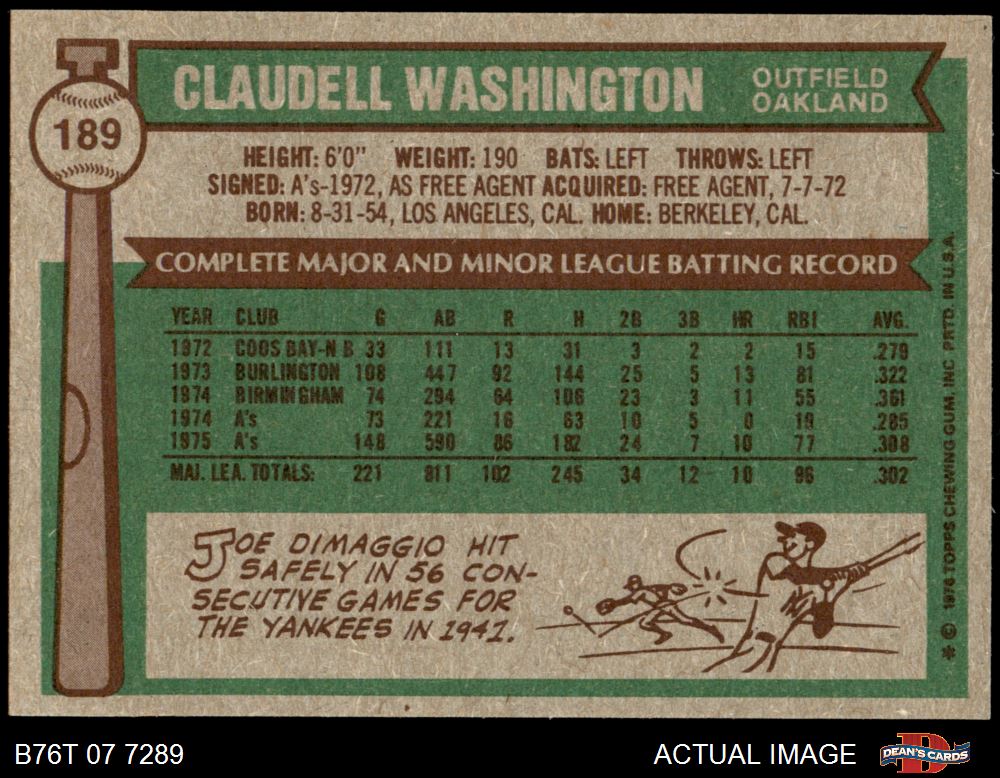 189
CLAUDELL WASHINGTON
OUTFIELD
OAKLAND
HEIGHT: 6'0" WEIGHT: 190 BATS: LEFT THROWS: LEFT
SIGNED: A's-1972, AS FREE AGENT ACQUIRED: FREE AGENT, 7-7-72
BORN: 8-31-54, LOS ANGELES, CAL. HOME: BERKELEY, CAL.
COMPLETE MAJOR AND MINOR LEAGUE BATTING RECORD
YEAR CLUB G AB R H 2B 3B HR RBI AVG.
1972 COOS BAY-N B 33 111 13 31 3 2 2 15 .279
1973 BURLINGTON 108 447 92 144 25 5 13 81 .322
1974 BIRMINGHAM 74 294 64 106 23 3 11 55 .361
1974 A's 73 221 16 63 10 5 0 19 .285
1975 A's 148 590 86 182 24 7 10 77 .308
MAJ. LEA. TOTALS: 221 811 102 245 34 12 10 96 .302
JOE DIMAGGIO HIT
SAFELY IN 56 CON-
SECUTIVE GAMES FOR
THE YANKEES IN 1941.
* © 1976 TOPPS CHEWING GUM, INC. PRTD. IN U.S.A.
B76T 07 7289
ACTUAL IMAGE
DEAN'S CARDS